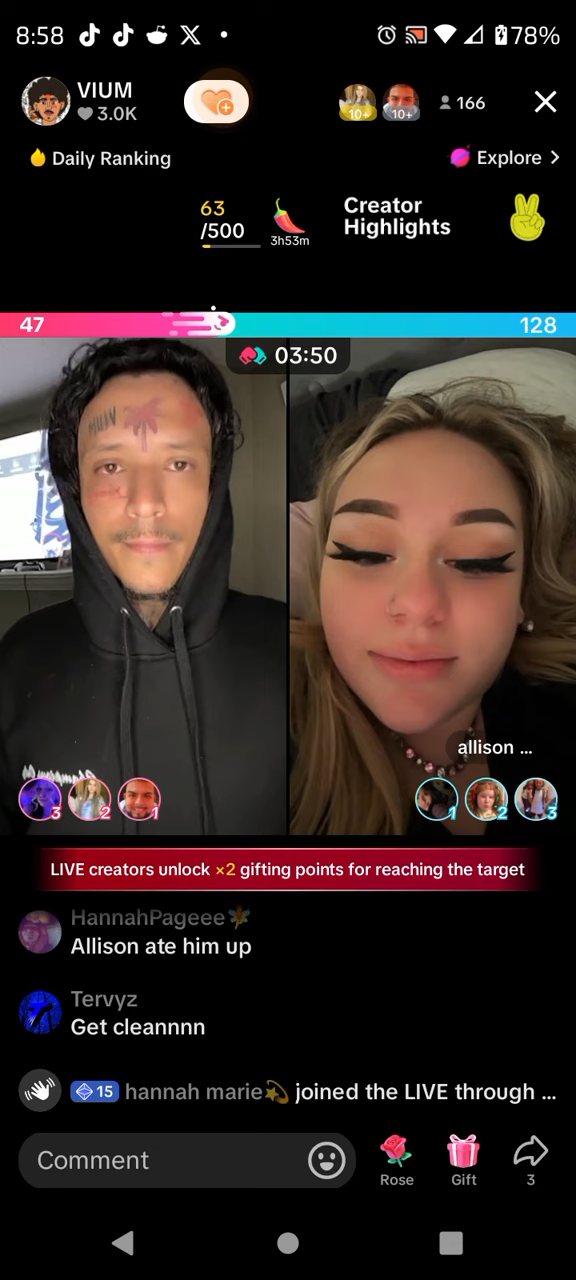 8:58
78%
VIUM
3.0K
10+
10+
166
Daily Ranking
Explore
63
/500
3h53m
Creator
Highlights
47
128
03:50
allison ...
3
2
1
1
2
3
LIVE creators unlock ×2 gifting points for reaching the target
HannahPageee
Allison ate him up
Tervyz
Get cleannnn
15 hannah marie💫 joined the LIVE through ...
Comment
Rose
Gift
3